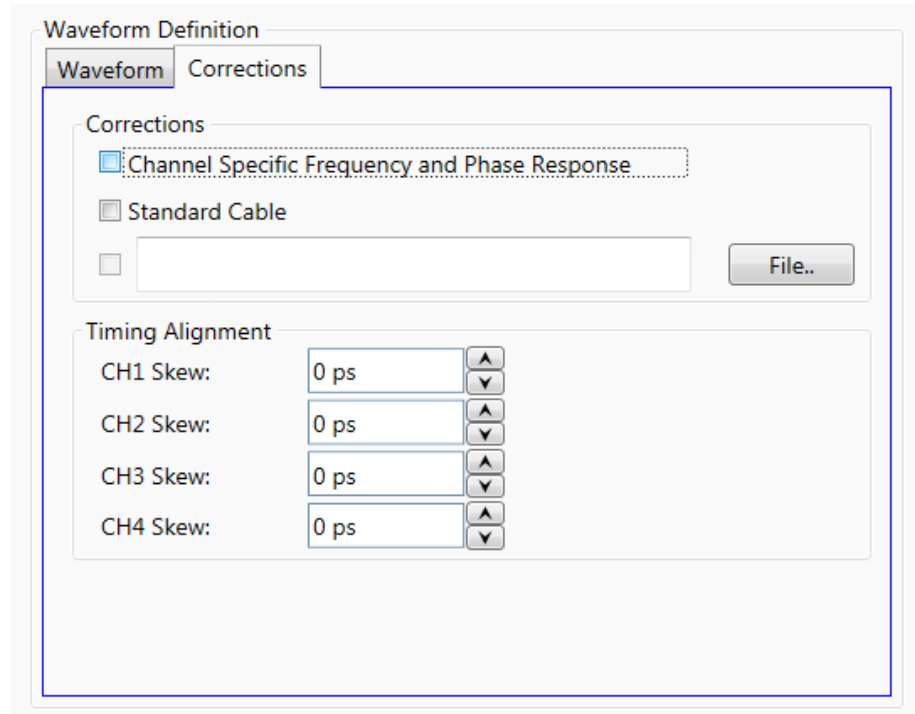 Waveform Definition
Waveform Corrections
Corrections
Channel Specific Frequency and Phase Response
Standard Cable
File..
Timing Alignment
CH1 Skew: 0 ps
CH2 Skew: 0 ps
CH3 Skew: 0 ps
CH4 Skew: 0 ps